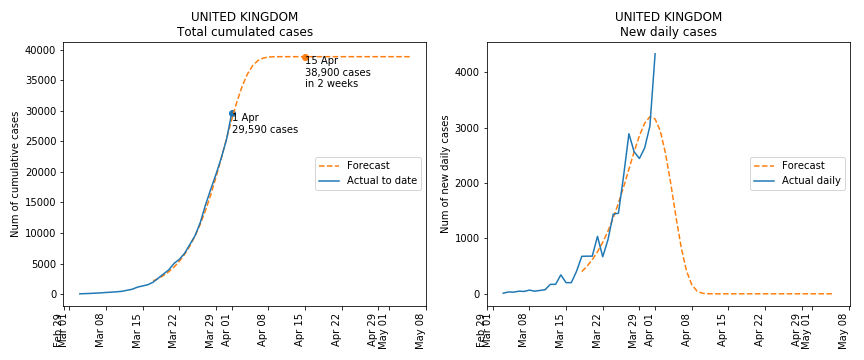 UNITED KINGDOM
Total cumulated cases
40000
35000
30000
25000
20000
15000
10000
5000
0
Num of cumulative cases
15 Apr
38,900 cases
in 2 weeks
1 Apr
29,590 cases
Forecast
Actual to date
Feb 29
Mar 01
Mar 08
Mar 15
Mar 22
Mar 29
Apr 01
Apr 08
Apr 15
Apr 22
Apr 29
May 01
May 08
UNITED KINGDOM
New daily cases
4000
3000
2000
1000
0
Num of new daily cases
Forecast
Actual daily
Feb 29
Mar 01
Mar 08
Mar 15
Mar 22
Mar 29
Apr 01
Apr 08
Apr 15
Apr 22
Apr 29
May 01
May 08